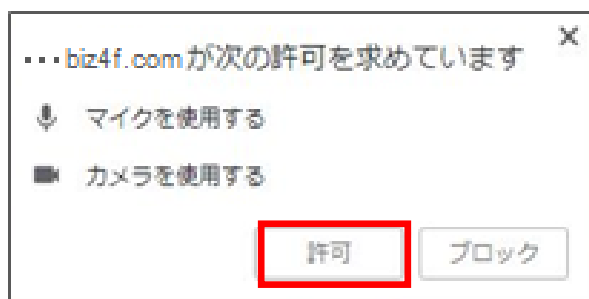 …biz4f.comが次の許可を求めています ×
マイクを使用する
カメラを使用する
許可 ブロック